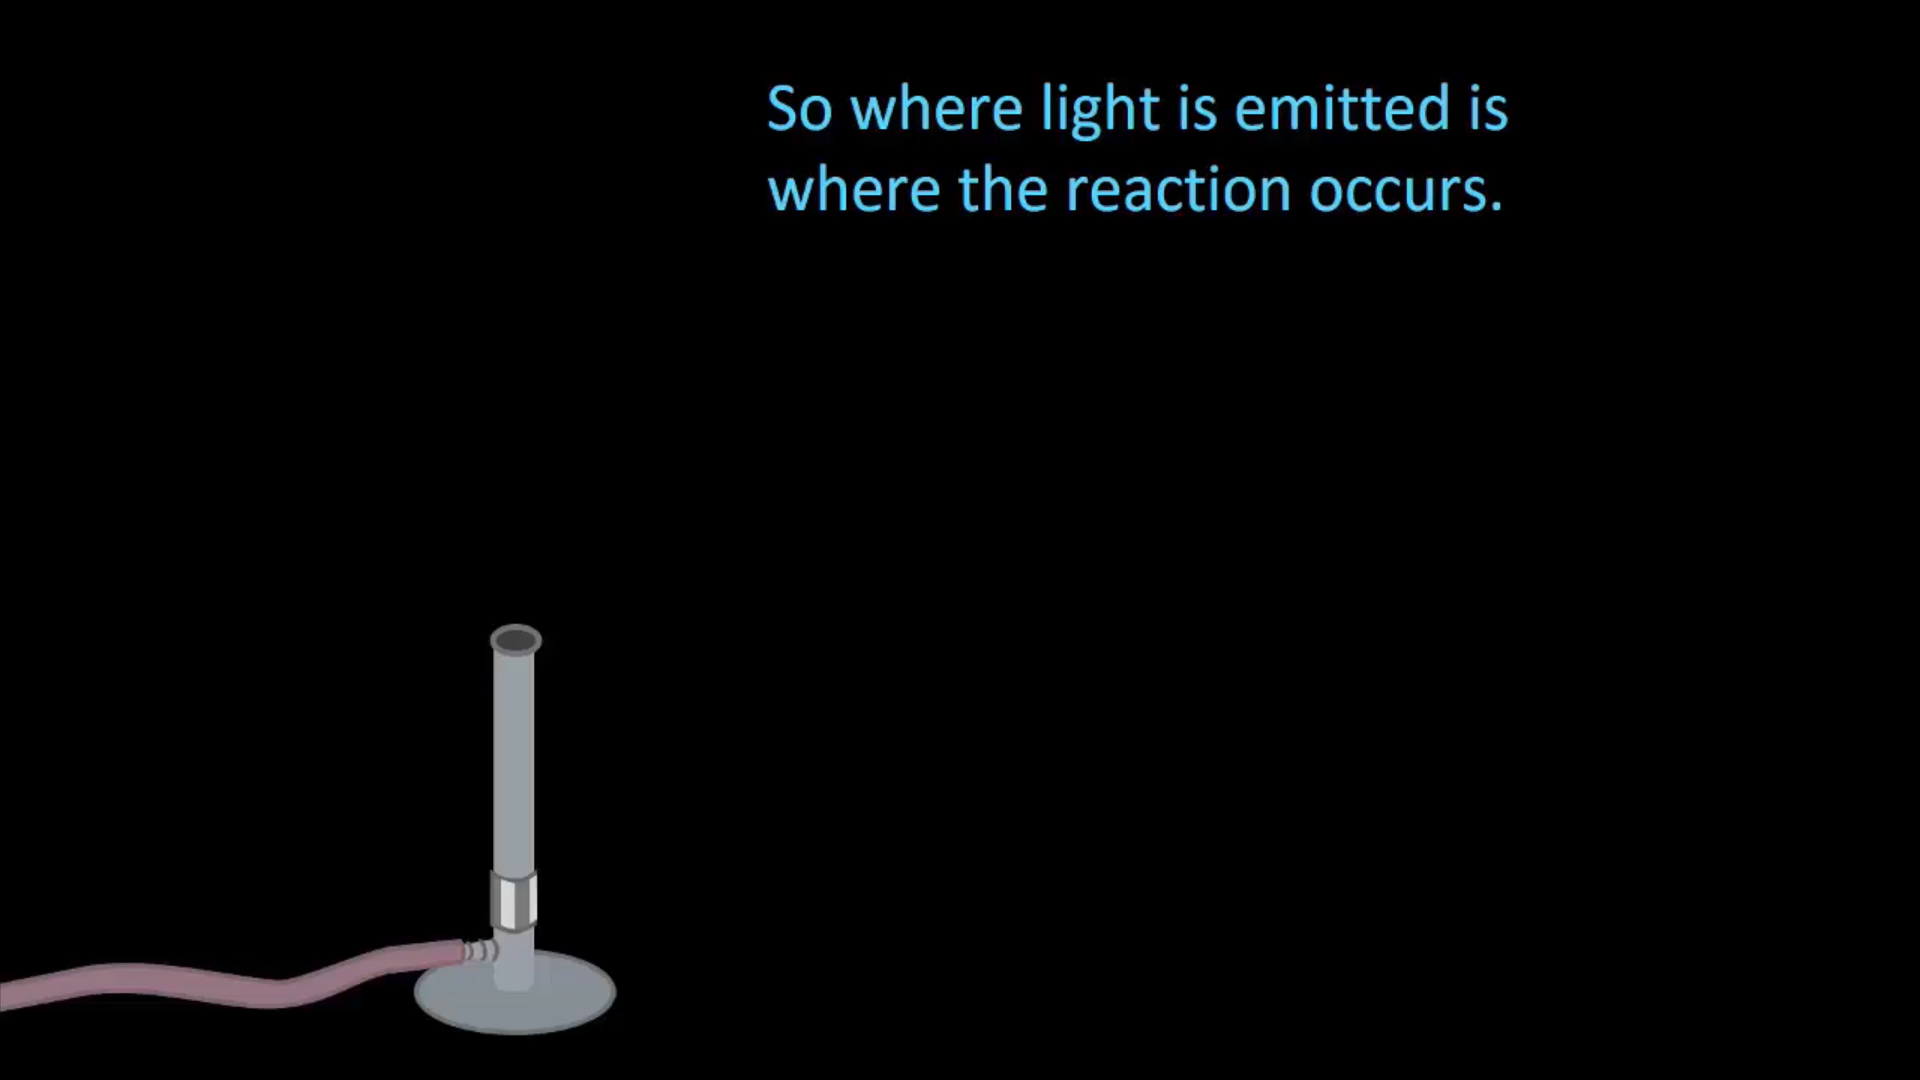 So where light is emitted is
where the reaction occurs.